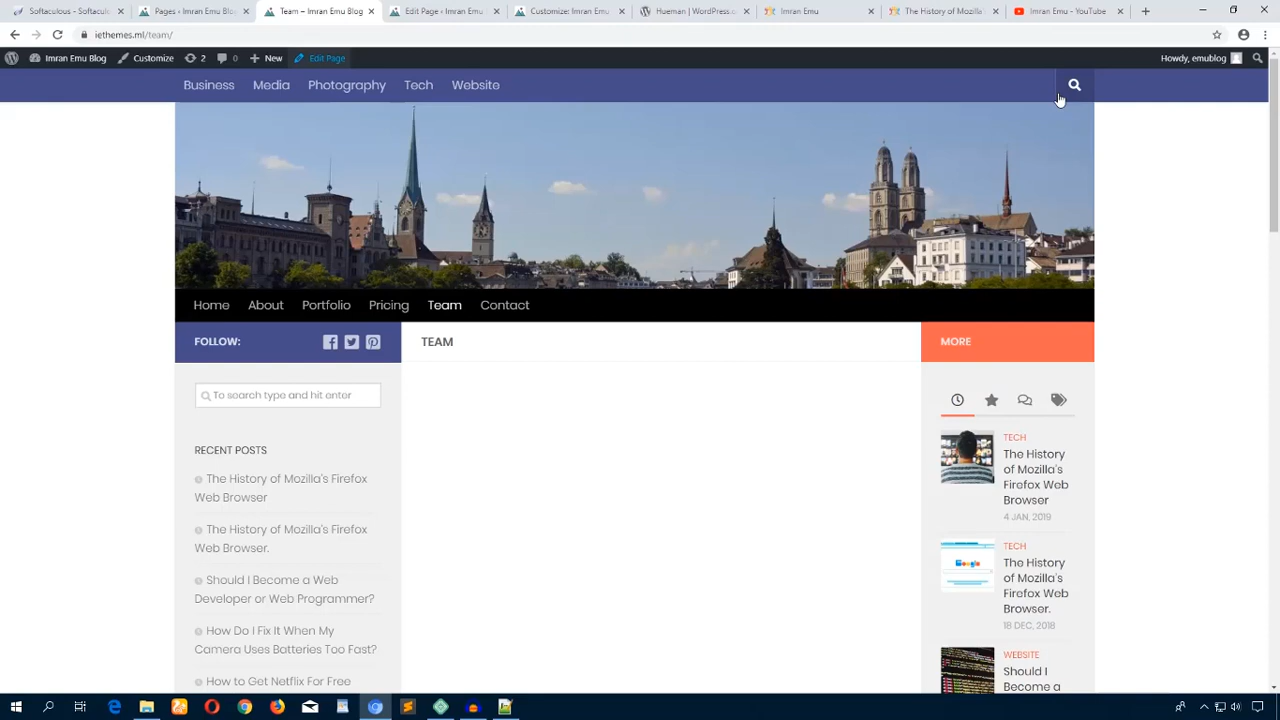 Softaculous - Softac
Pages ‹ Imran Emu B
Team – Imran Emu Blog
Edit Page ‹ Imran Em
Customize Imran Em
Hueman | WordPress.
Imran Emu
The History of Mozilla'
Imran Emu - YouTube
iethemes.ml/team/
Imran Emu Blog
Customize
2
0
New
Edit Page
Howdy, emublog
Business
Media
Photography
Tech
Website
Home
About
Portfolio
Pricing
Team
Contact
FOLLOW:
TEAM
MORE
To search type and hit enter
RECENT POSTS
The History of Mozilla's Firefox
Web Browser
The History of Mozilla's Firefox
Web Browser.
Should I Become a Web
Developer or Web Programmer?
How Do I Fix It When My
Camera Uses Batteries Too Fast?
How to Get Netflix For Free
TECH
The History
of Mozilla's
Firefox Web
Browser
4 JAN, 2019
TECH
The History
of Mozilla's
Firefox Web
Browser.
18 DEC, 2018
WEBSITE
Should I
Become a
Google